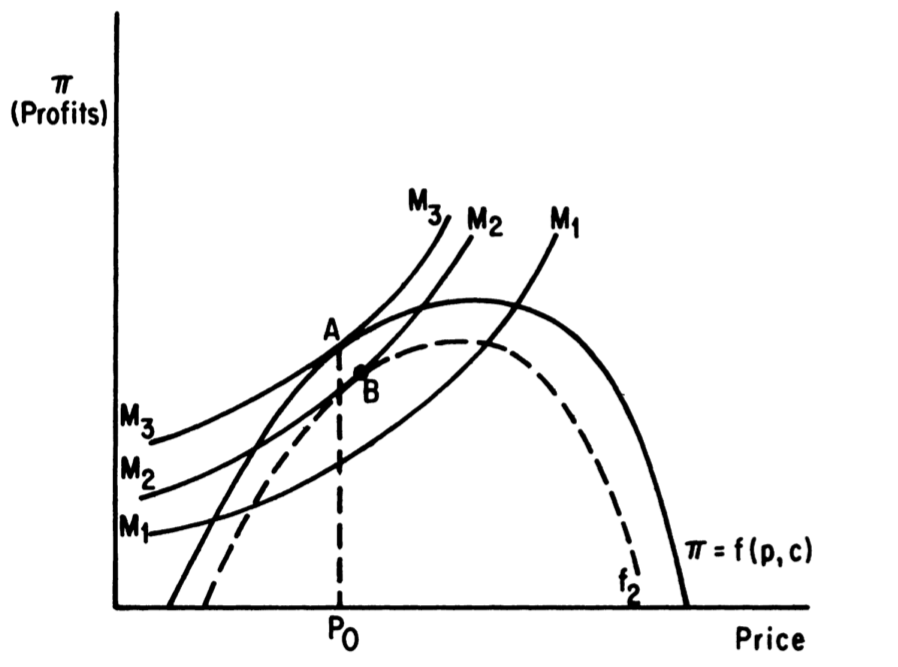 π
(Profits)
M3
M2
M1
A
B
M3
M2
M1
π = f(p, c)
f2
P0
Price